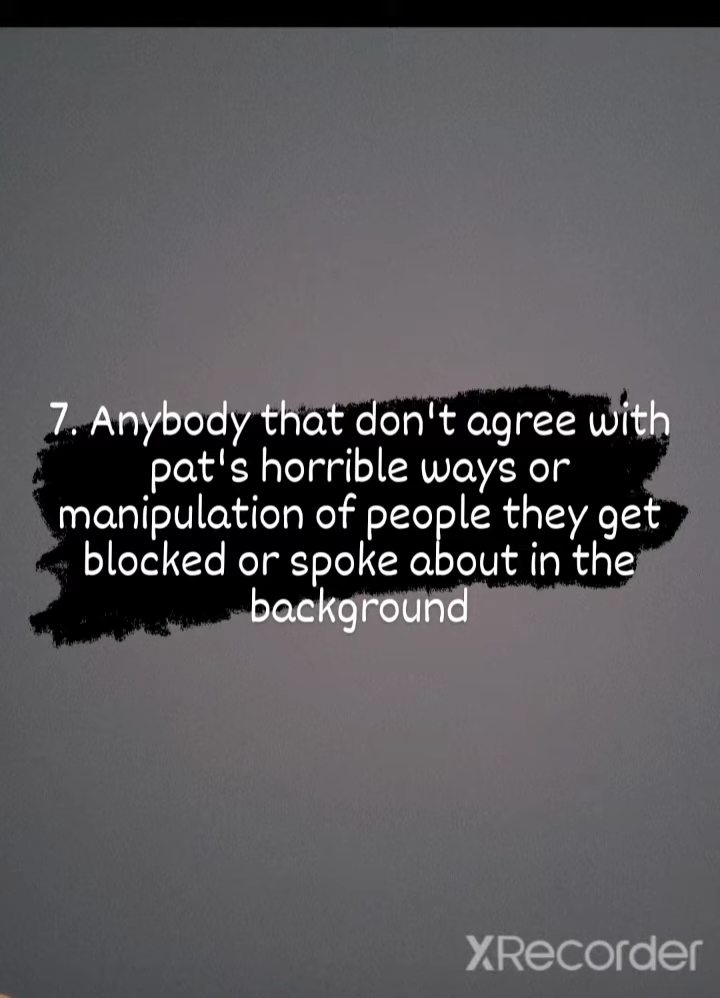 7. Anybody that don't agree with
pat's horrible ways or
manipulation of people they get
blocked or spoke about in the
background
XRecorder